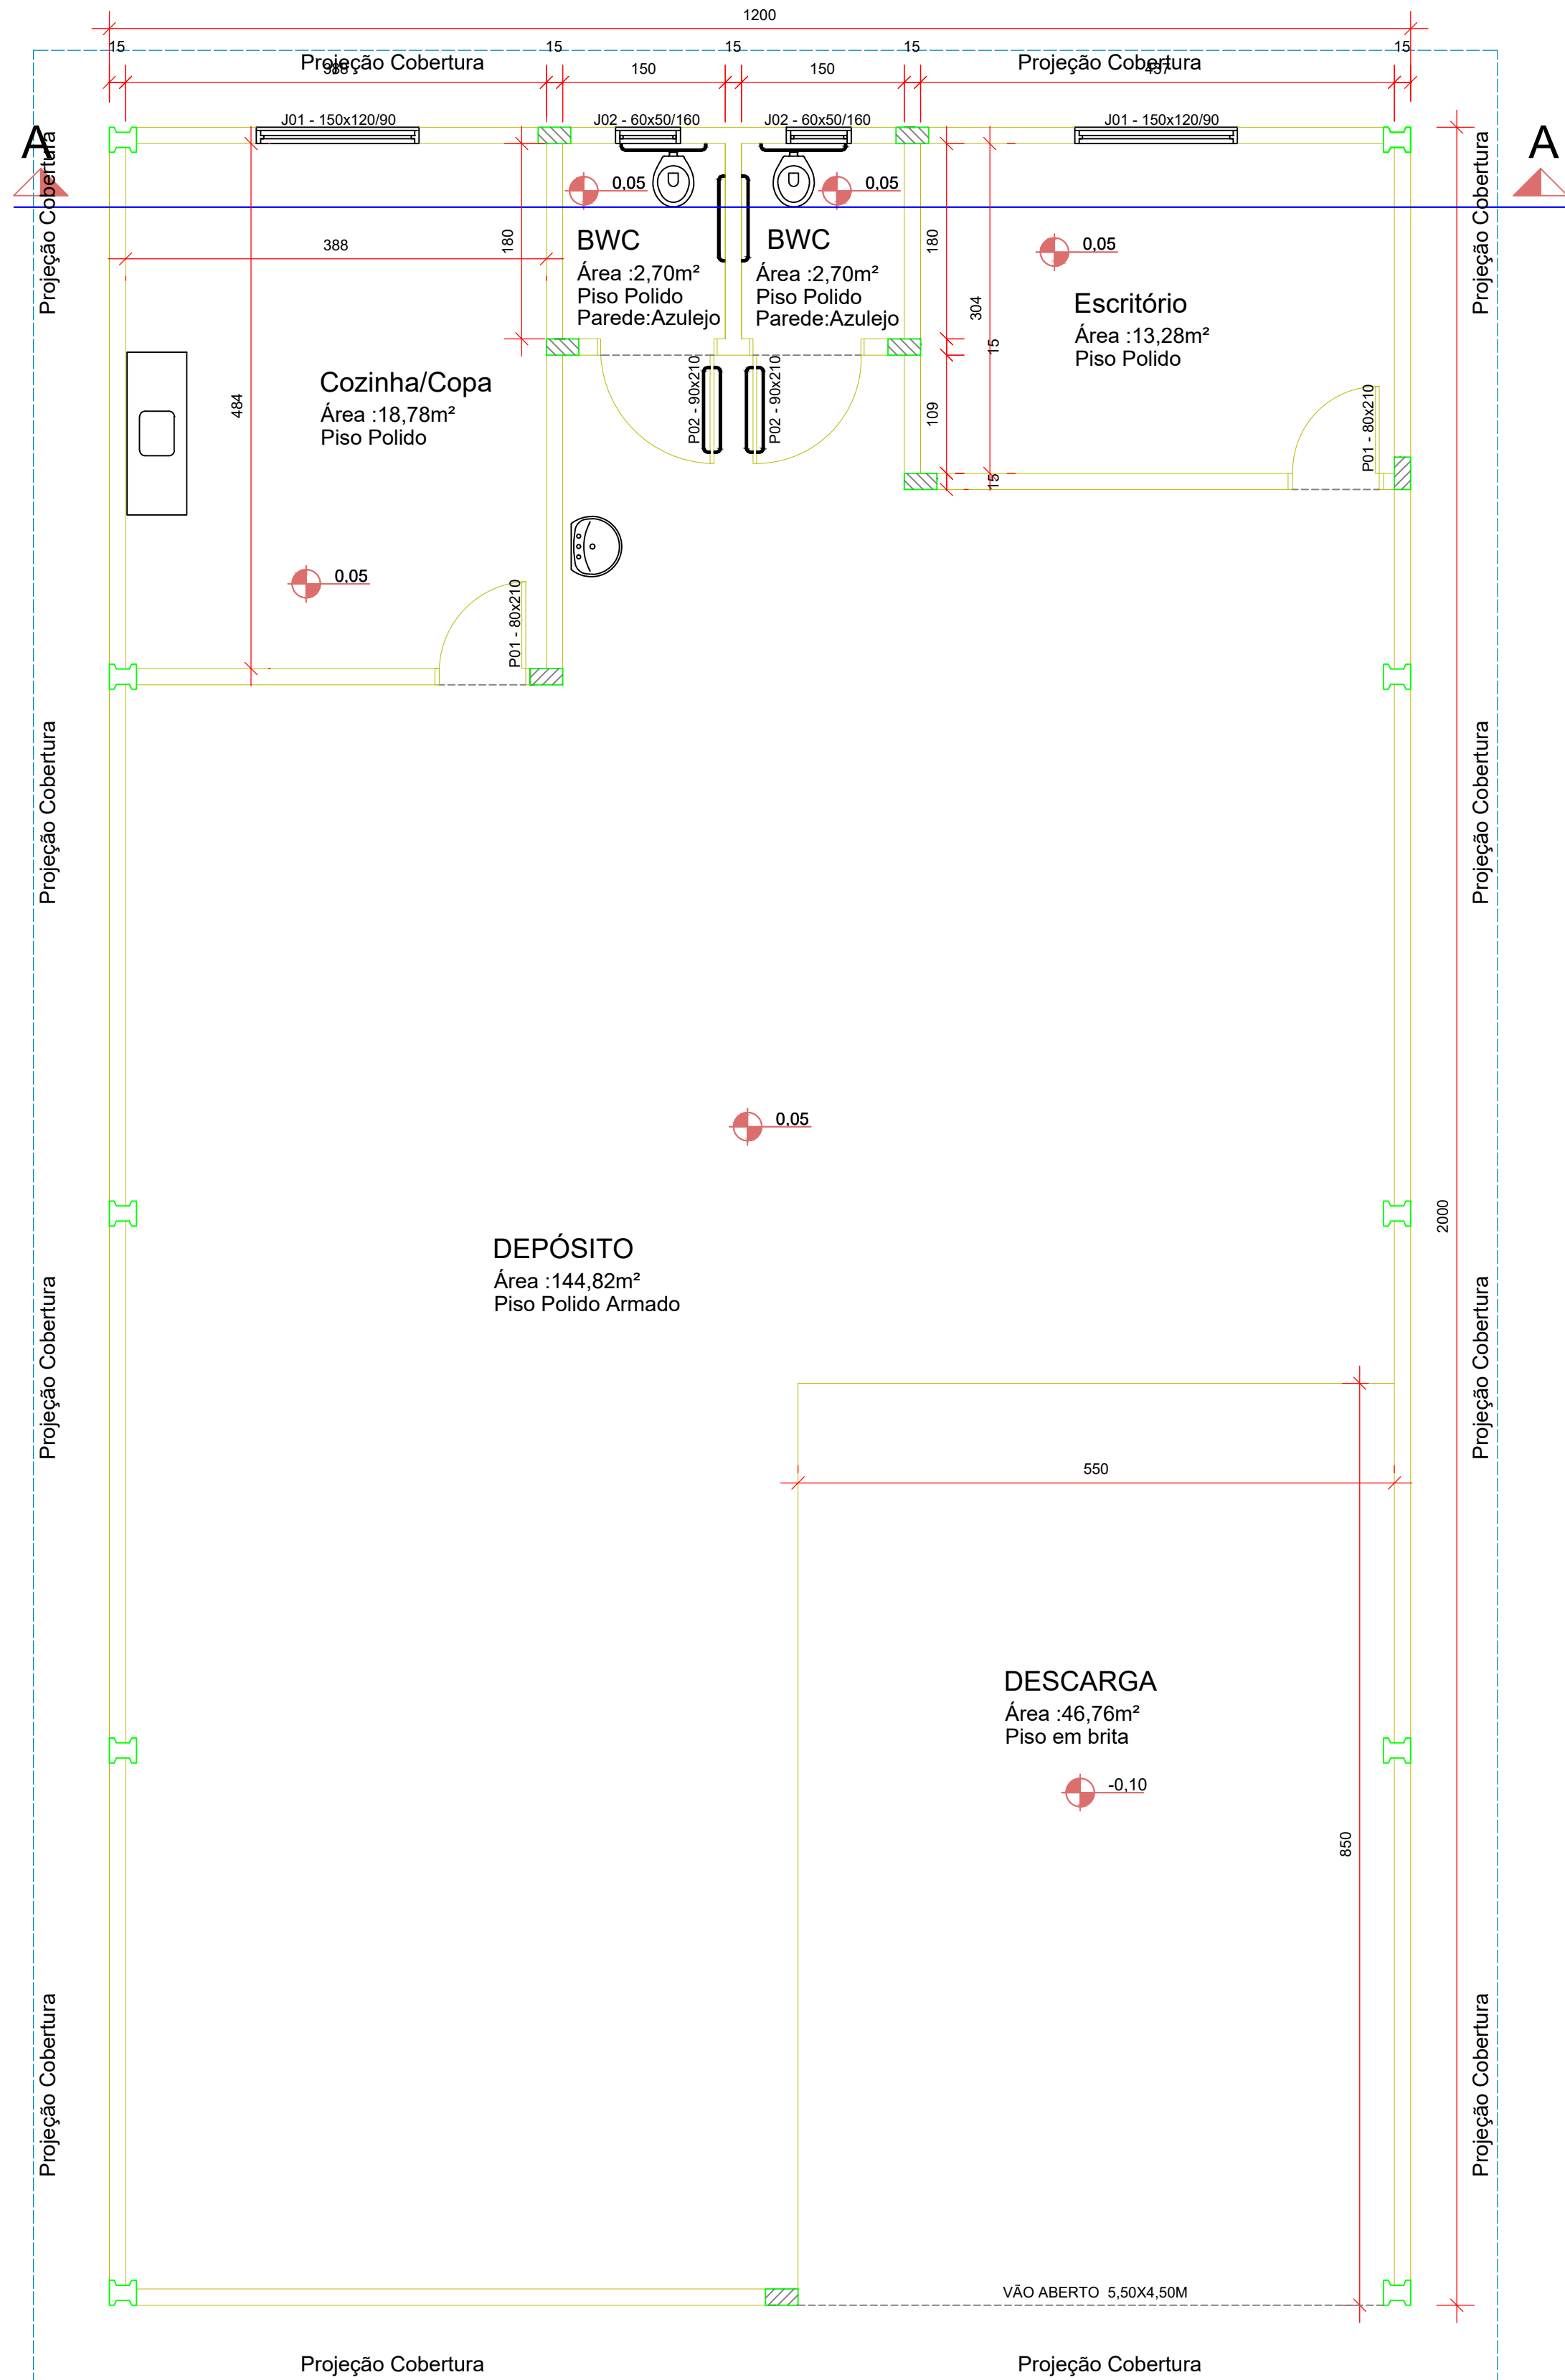 1200
15
15
15
15
15
Projeção Cobertura
388
150
150
Projeção Cobertura
437
J01 - 150x120/90
J02 - 60x50/160
J02 - 60x50/160
J01 - 150x120/90
A
A
Projeção Cobertura
Projeção Cobertura
0,05
0,05
388
180
BWC
Área :2,70m²
Piso Polido
Parede:Azulejo
BWC
Área :2,70m²
Piso Polido
Parede:Azulejo
180
0,05
304
Escritório
Área :13,28m²
Piso Polido
15
Cozinha/Copa
Área :18,78m²
Piso Polido
484
P02 - 90x210
P02 - 90x210
109
P01 - 80x210
15
0,05
P01 - 80x210
Projeção Cobertura
Projeção Cobertura
0,05
2000
DEPÓSITO
Área :144,82m²
Piso Polido Armado
Projeção Cobertura
Projeção Cobertura
550
DESCARGA
Área :46,76m²
Piso em brita
-0,10
850
Projeção Cobertura
Projeção Cobertura
VÃO ABERTO 5,50X4,50M
Projeção Cobertura
Projeção Cobertura